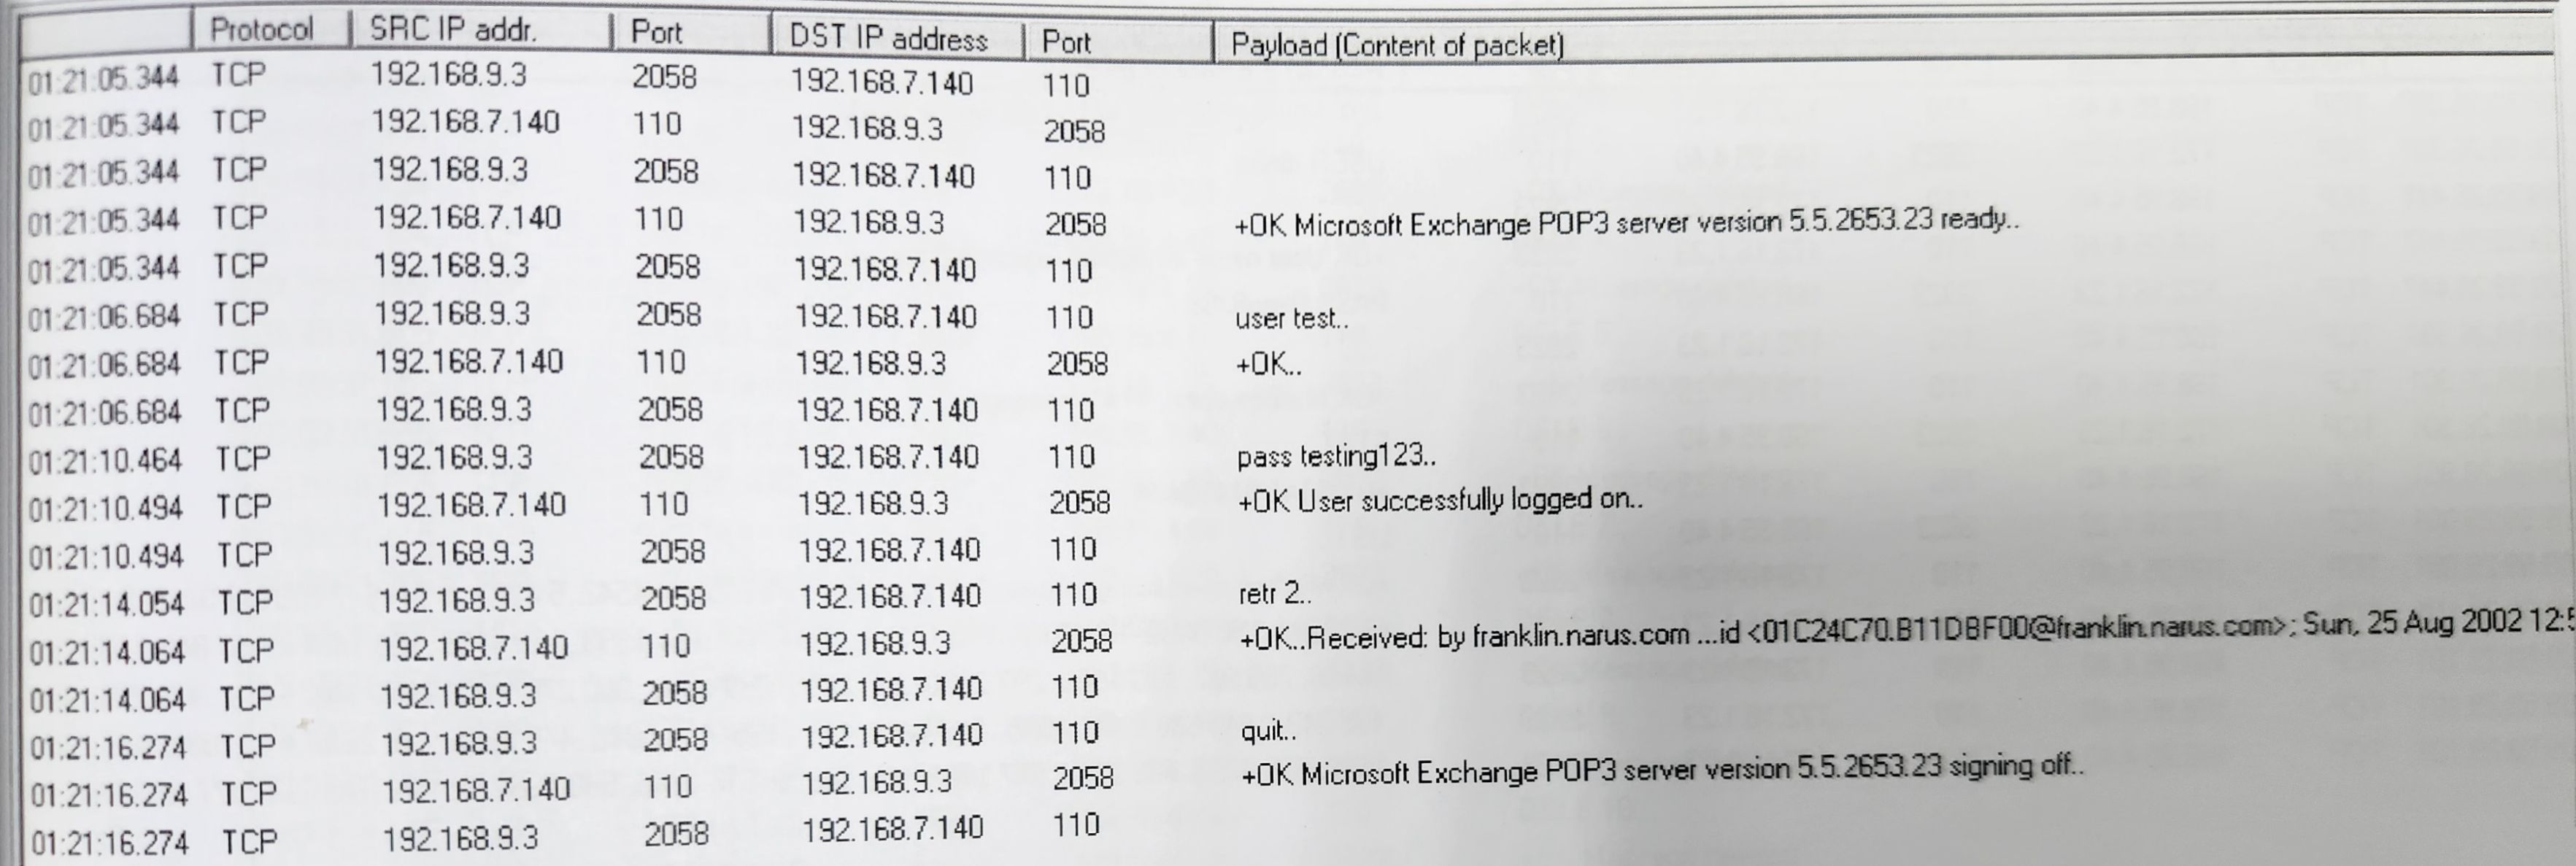 Protocol SRC IP addr. Port DST IP address Port Payload (Content of packet)
01:21:05.344 TCP 192.168.9.3 2058 192.168.7.140 110
01:21:05.344 TCP 192.168.7.140 110 192.168.9.3 2058
01:21:05.344 TCP 192.168.9.3 2058 192.168.7.140 110
01:21:05.344 TCP 192.168.7.140 110 192.168.9.3 2058 +OK Microsoft Exchange POP3 server version 5.5.2653.23 ready..
01:21:05.344 TCP 192.168.9.3 2058 192.168.7.140 110
01:21:06.684 TCP 192.168.9.3 2058 192.168.7.140 110 user test..
01:21:06.684 TCP 192.168.7.140 110 192.168.9.3 2058 +OK..
01:21:06.684 TCP 192.168.9.3 2058 192.168.7.140 110
01:21:10.464 TCP 192.168.9.3 2058 192.168.7.140 110 pass testing123..
01:21:10.494 TCP 192.168.7.140 110 192.168.9.3 2058 +OK User successfully logged on..
01:21:10.494 TCP 192.168.9.3 2058 192.168.7.140 110
01:21:14.054 TCP 192.168.9.3 2058 192.168.7.140 110 retr 2..
01:21:14.064 TCP 192.168.7.140 110 192.168.9.3 2058 +OK..Received: by franklin.narus.com ...id <01C24C70.B11DBF00@franklin.narus.com>; Sun, 25 Aug 2002 12:5
01:21:14.064 TCP 192.168.9.3 2058 192.168.7.140 110
01:21:16.274 TCP 192.168.9.3 2058 192.168.7.140 110 quit..
01:21:16.274 TCP 192.168.7.140 110 192.168.9.3 2058 +OK Microsoft Exchange POP3 server version 5.5.2653.23 signing off..
01:21:16.274 TCP 192.168.9.3 2058 192.168.7.140 110